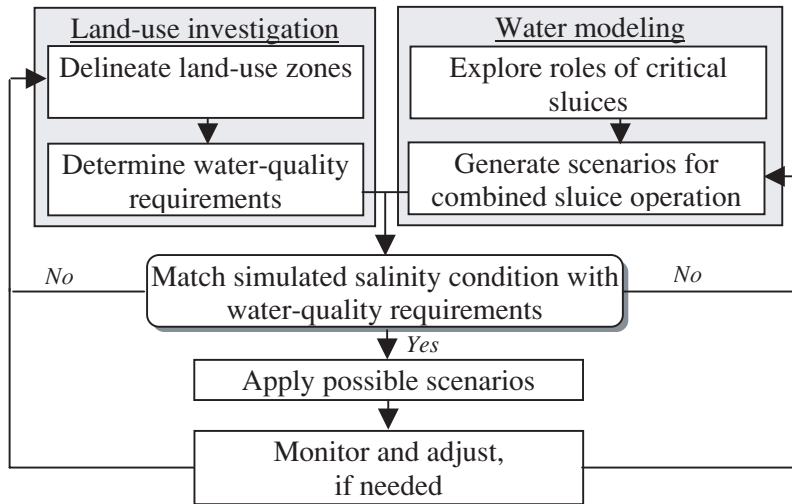 Land-use investigation
Delineate land-use zones
Determine water-quality
requirements
Water modeling
Explore roles of critical
sluices
Generate scenarios for
combined sluice operation
No
Match simulated salinity condition with
water-quality requirements
No
Yes
Apply possible scenarios
Monitor and adjust,
if needed